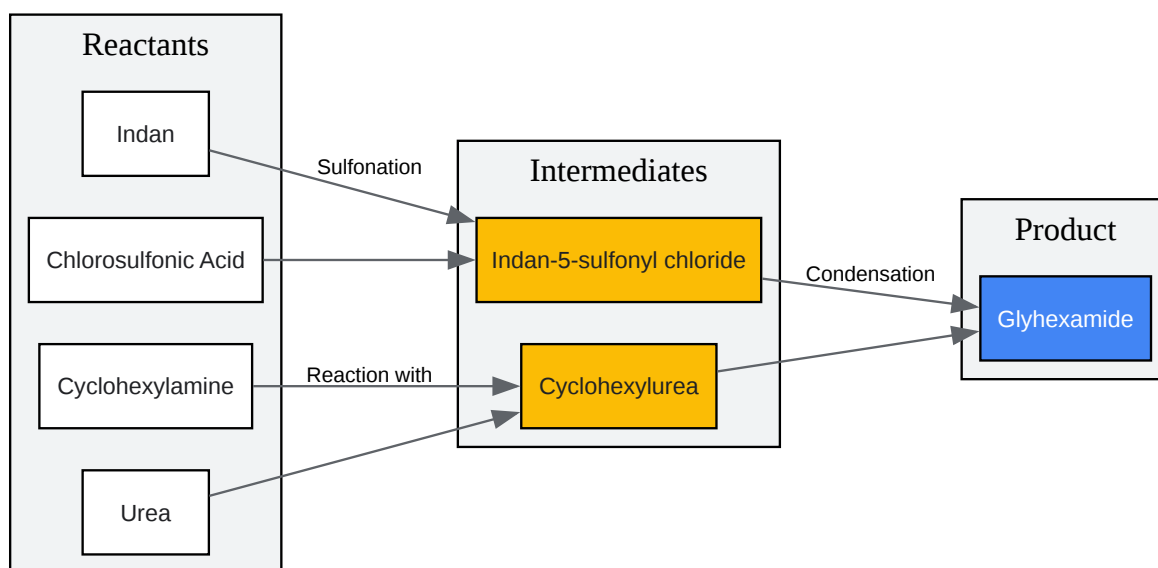 Reactants
Indan
Sulfonation
Chlorosulfonic Acid
Cyclohexylamine
Reaction with
Urea
Intermediates
Indan-5-sulfonyl chloride
Condensation
Cyclohexylurea
Product
Glyhexamide